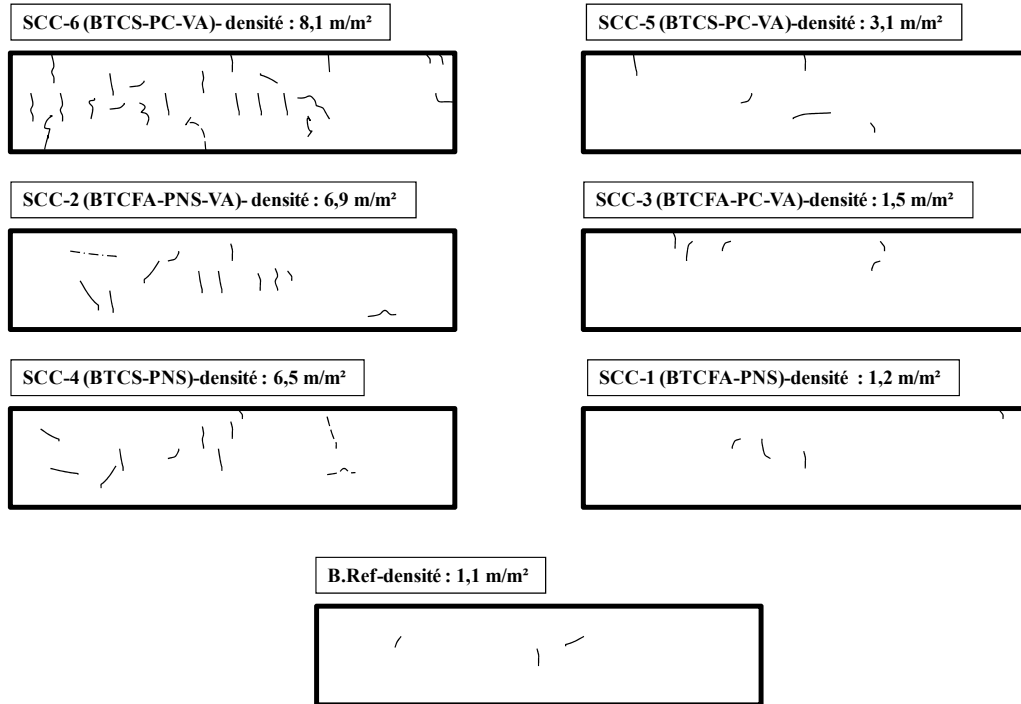 SCC-6 (BTCS-PC-VA)- densité : 8,1 m/m²
SCC-5 (BTCS-PC-VA)-densité : 3,1 m/m²
SCC-2 (BTCFA-PNS-VA)- densité : 6,9 m/m²
SCC-3 (BTCFA-PC-VA)-densité : 1,5 m/m²
SCC-4 (BTCS-PNS)-densité : 6,5 m/m²
SCC-1 (BTCFA-PNS)-densité : 1,2 m/m²
B.Ref-densité : 1,1 m/m²